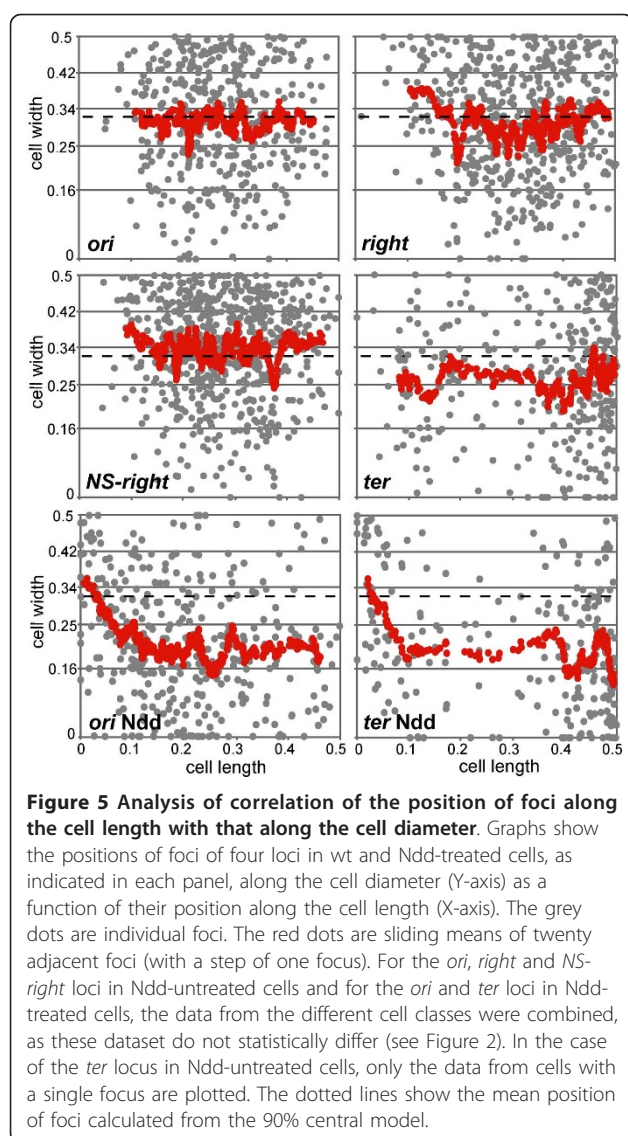 0.5
0.42
0.34
0.25
0.16
0
cell width
ori
right
0.5
0.42
0.34
0.25
0.16
0
cell width
NS-right
ter
0.5
0.42
0.34
0.25
0.16
0
cell width
ori Ndd
ter Ndd
0 0.1 0.2 0.3 0.4 0.5
0.1 0.2 0.3 0.4 0.5
cell length
cell length
Figure 5 Analysis of correlation of the position of foci along
the cell length with that along the cell diameter. Graphs show
the positions of foci of four loci in wt and Ndd-treated cells, as
indicated in each panel, along the cell diameter (Y-axis) as a
function of their position along the cell length (X-axis). The grey
dots are individual foci. The red dots are sliding means of twenty
adjacent foci (with a step of one focus). For the ori, right and NS-
right loci in Ndd-untreated cells and for the ori and ter loci in Ndd-
treated cells, the data from the different cell classes were combined,
as these dataset do not statistically differ (see Figure 2). In the case
of the ter locus in Ndd-untreated cells, only the data from cells with
a single focus are plotted. The dotted lines show the mean position
of foci calculated from the 90% central model.